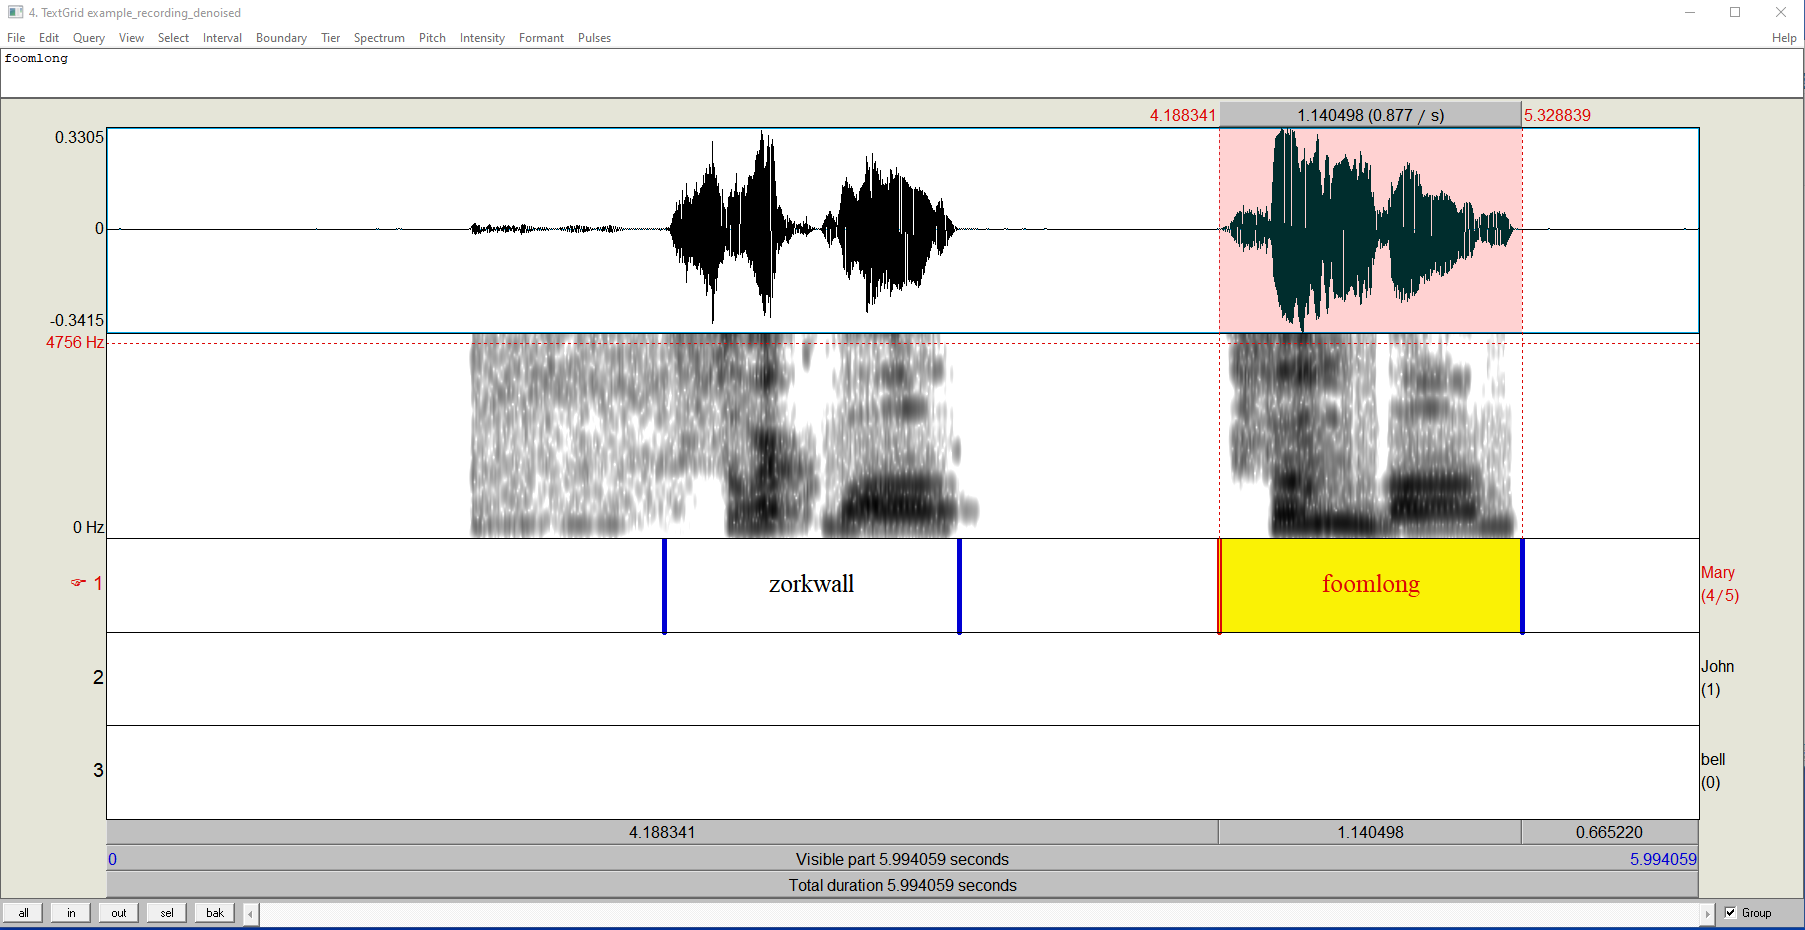 4. TextGrid example_recording_denoised
File Edit Query View Select Interval Boundary Tier Spectrum Pitch Intensity Formant Pulses Help
foomlong
4.188341 1.140498 (0.877 / s) 5.328839
0.3305
0
-0.3415
4756 Hz
0 Hz
☞ 1 zorkwall foomlong Mary
(4/5)
2 John
(1)
3 bell
(0)
4.188341 1.140498 0.665220
0 Visible part 5.994059 seconds 5.994059
Total duration 5.994059 seconds
all in out sel bak Group